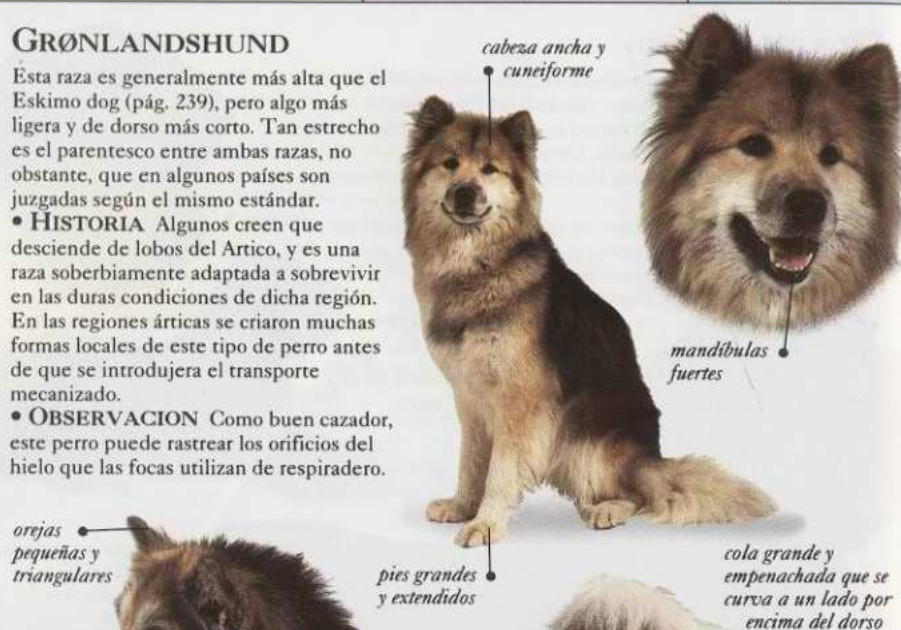 GRØNLANDSHUND
Esta raza es generalmente más alta que el
Eskimo dog (pág. 239), pero algo más
ligera y de dorso más corto. Tan estrecho
es el parentesco entre ambas razas, no
obstante, que en algunos países son
juzgadas según el mismo estándar.
• HISTORIA Algunos creen que
desciende de lobos del Artico, y es una
raza soberbiamente adaptada a sobrevivir
en las duras condiciones de dicha región.
En las regiones árticas se criaron muchas
formas locales de este tipo de perro antes
de que se introdujera el transporte
mecanizado.
• OBSERVACION Como buen cazador,
este perro puede rastrear los orificios del
hielo que las focas utilizan de respiradero.
cabeza ancha y
cuneiforme
mandíbulas
fuertes
orejas
pequeñas y
triangulares
pies grandes
y extendidos
cola grande y
empenachada que se
curva a un lado por
encima del dorso